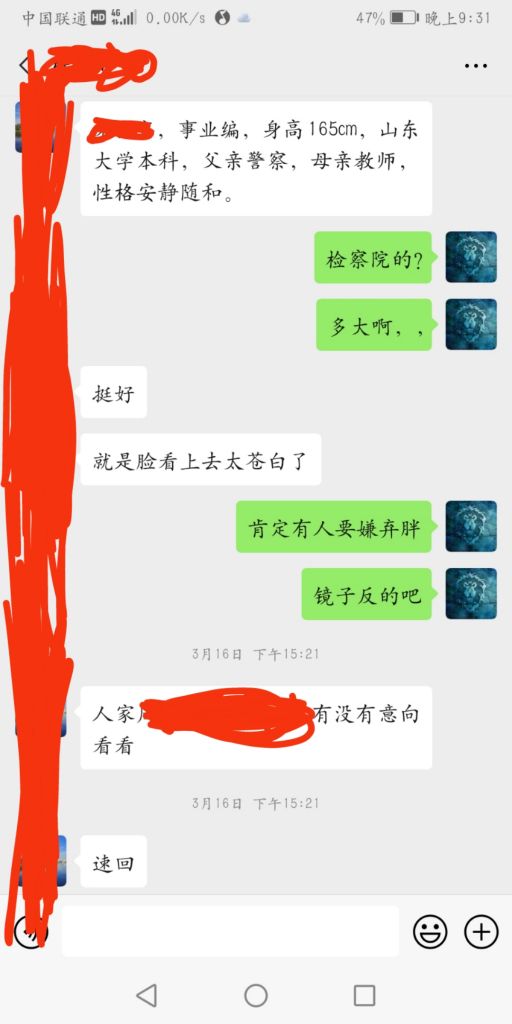 中国联通 HD 4G 0.00K/s 47% 晚上9:31
，事业编，身高165cm，山东
大学本科，父亲警察，母亲教师，
性格安静随和。
检察院的？
多大啊，，
挺好
就是脸看上去太苍白了
肯定有人要嫌弃胖
镜子反的吧
3月16日 下午15:21
人家
有没有意向
看看
3月16日 下午15:21
速回